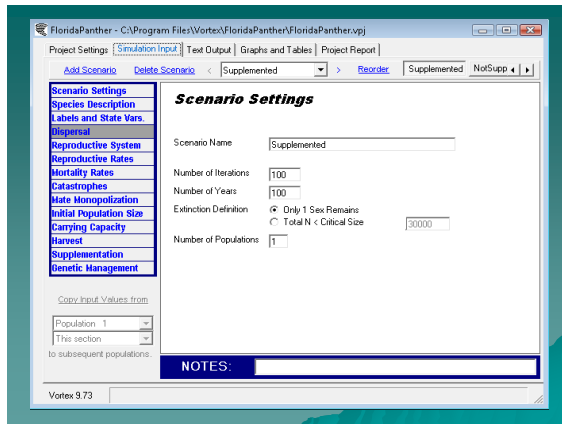 FloridaPanther - C:\Program Files\Vortex\FloridaPanther\FloridaPanther.vpj
Project Settings Simulation Input Text Output Graphs and Tables Project Report
Add Scenario Delete Scenario < Supplemented > Reorder Supplemented NotSupp
Scenario Settings
Species Description
Labels and State Vars.
Dispersal
Reproductive System
Reproductive Rates
Mortality Rates
Catastrophes
Mate Monopolization
Initial Population Size
Carrying Capacity
Harvest
Supplementation
Genetic Management
Copy Input Values from
Population 1
This section
to subsequent populations.
Scenario Settings
Scenario Name Supplemented
Number of Iterations 100
Number of Years 100
Extinction Definition Only 1 Sex Remains
Total N < Critical Size 30000
Number of Populations 1
NOTES:
Vortex 9.73